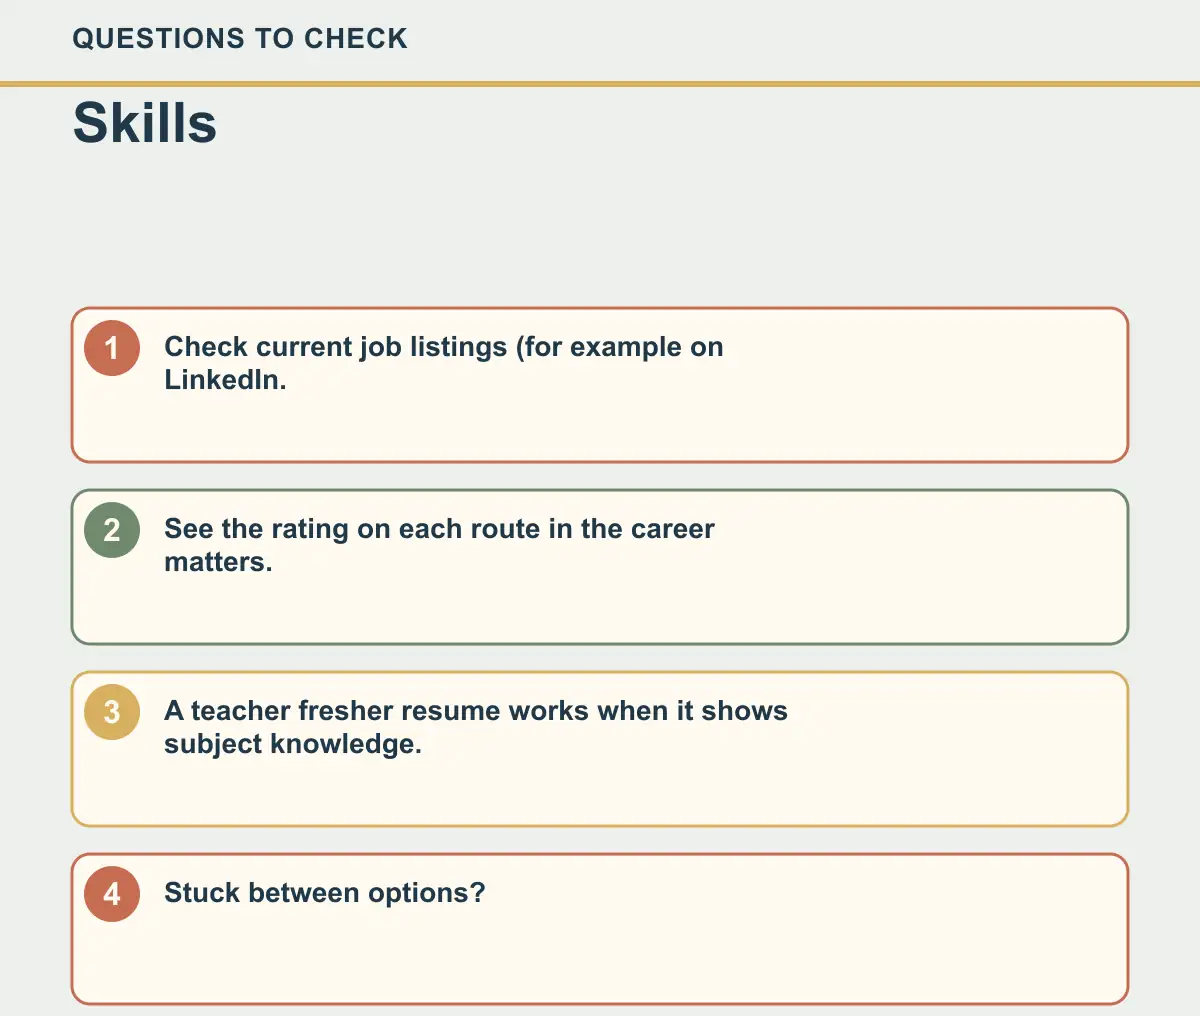 QUESTIONS TO CHECK
Skills
1
Check current job listings (for example on
LinkedIn.
2
See the rating on each route in the career
matters.
3
A teacher fresher resume works when it shows
subject knowledge.
4
Stuck between options?